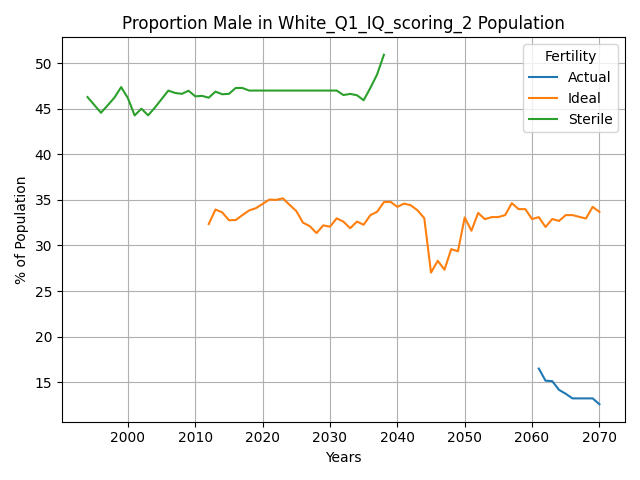 Proportion Male in White_Q1_IQ_scoring_2 Population
Fertility
Actual
Ideal
Sterile
% of Population
50
45
40
35
30
25
20
15
2000 2010 2020 2030 2040 2050 2060 2070
Years